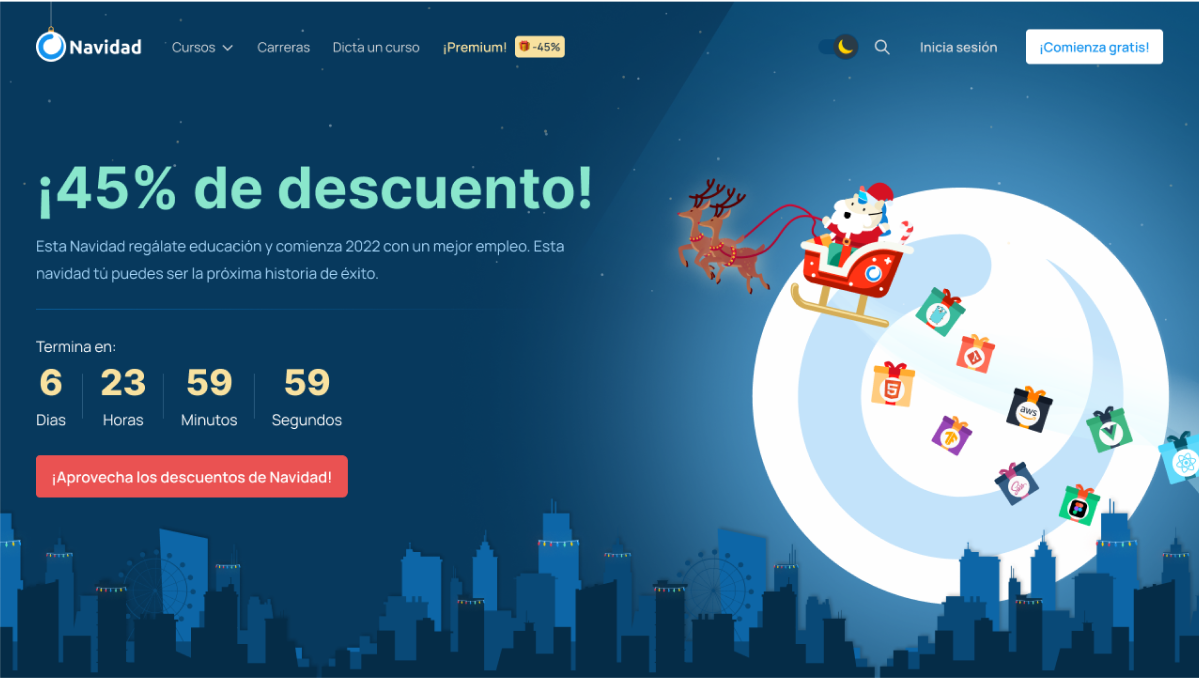 Navidad
Cursos
Carreras
Dicta un curso
¡Premium!
-45%
Inicia sesión
¡Comienza gratis!
¡45% de descuento!
Esta Navidad regálate educación y comienza 2022 con un mejor empleo. Esta
navidad tú puedes ser la próxima historia de éxito.
Termina en:
6 23 59 59
Dias Horas Minutos Segundos
¡Aprovecha los descuentos de Navidad!
aws